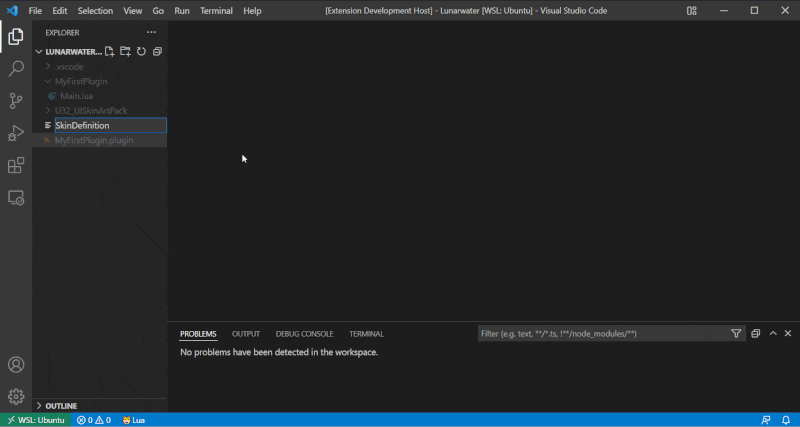 File Edit Selection View Go Run Terminal Help [Extension Development Host] - Lunarwater [WSL: Ubuntu] - Visual Studio Code
EXPLORER
LUNARWATER...
.vscode
MyFirstPlugin
Main.lua
U32_UISkinArtPack
SkinDefinition
MyFirstPlugin.plugin
PROBLEMS OUTPUT DEBUG CONSOLE TERMINAL Filter (e.g. text, **/*.ts, !**/node_modules/**)
No problems have been detected in the workspace.
OUTLINE
WSL: Ubuntu 0 0 Lua